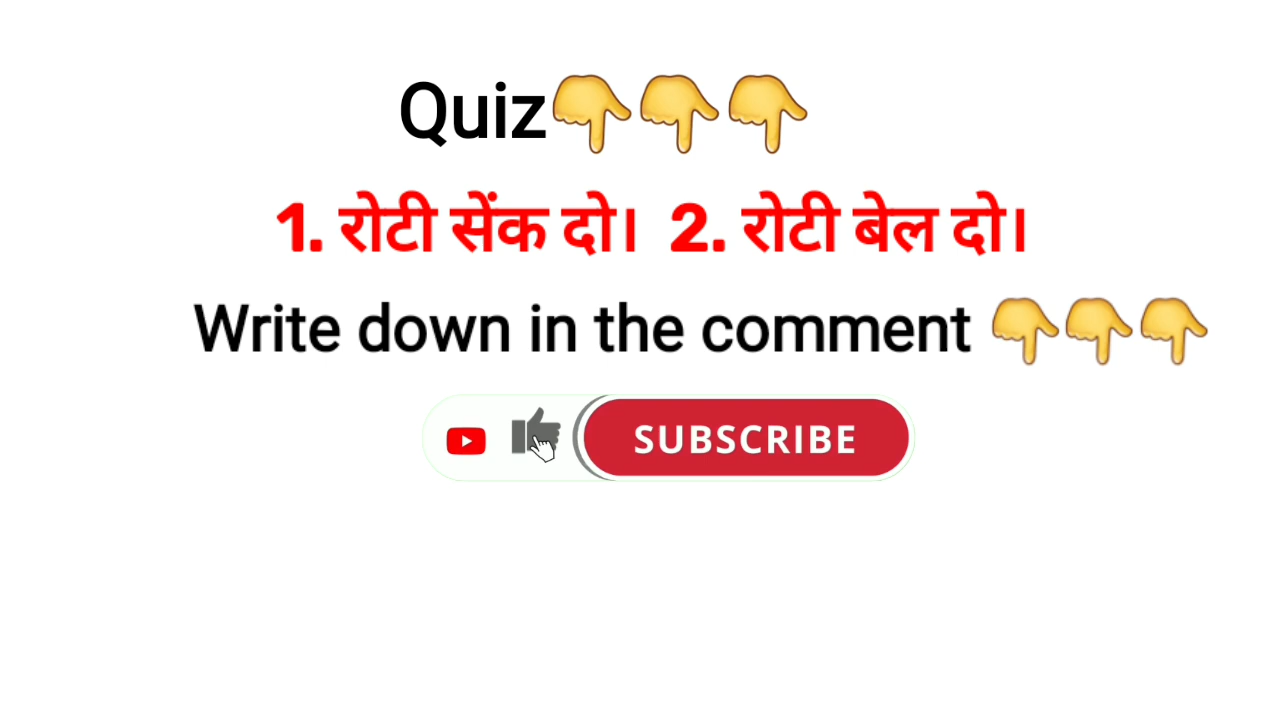 Quiz👇👇👇
1. रोटी सेंक दो। 2. रोटी बेल दो।
Write down in the comment 👇👇👇
SUBSCRIBE